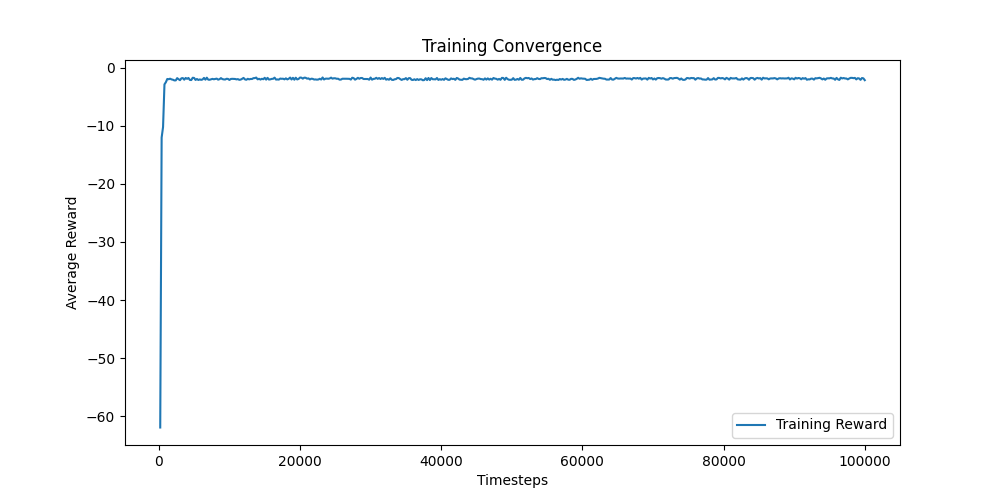 Training Convergence
0
−10
−20
−30
−40
−50
−60
Average Reward
Training Reward
0 20000 40000 60000 80000 100000
Timesteps